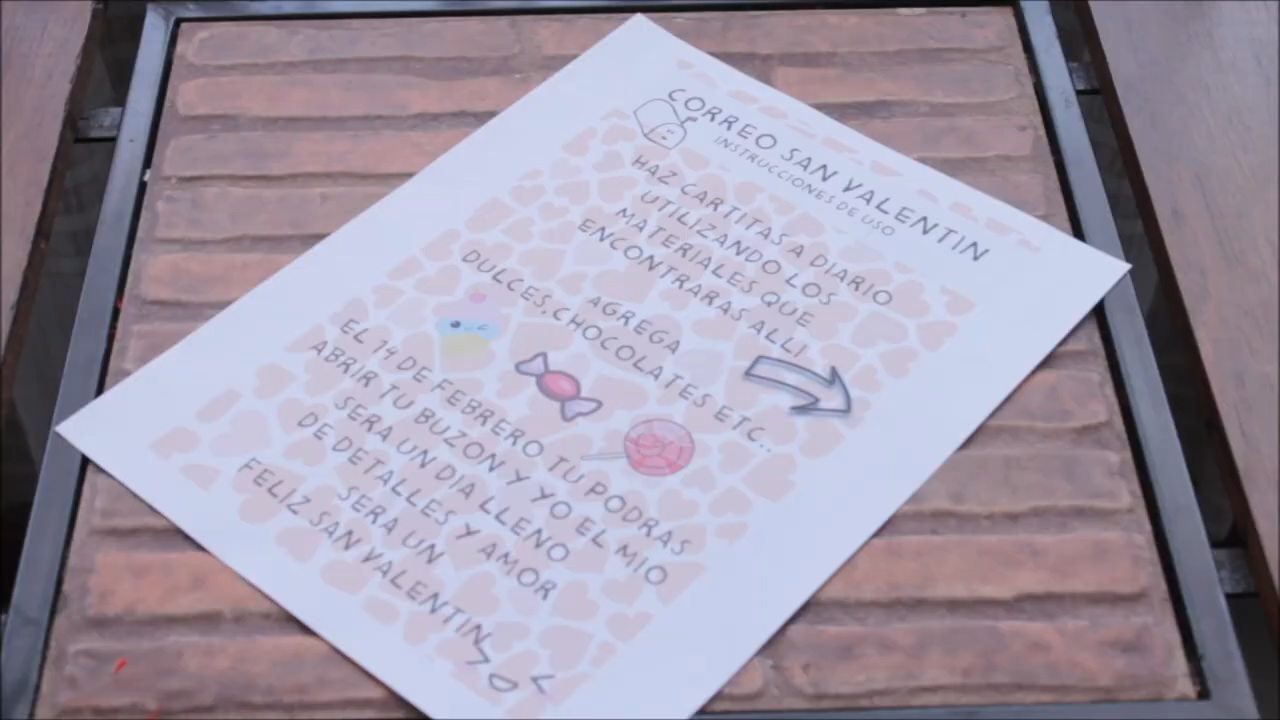 CORREO SAN VALENTIN
INSTRUCCIONES DE USO
HAZ CARTITAS A DIARIO
UTILIZANDO LOS
MATERIALES QUE
ENCONTRARAS ALLI
AGREGA
DULCES, CHOCOLATES ETC...
EL 14 DE FEBRERO TU PODRAS
ABRIR TU BUZON Y YO EL MIO
SERA UN DIA LLENO
DE DETALLES Y AMOR
SERA UN
FELIZ SAN VALENTIN